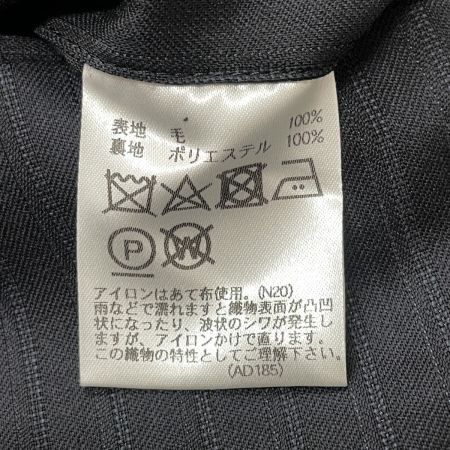 表地 毛 100%
裏地 ポリエステル 100%
P W
アイロンはあて布使用。(N20)
雨などで濡れますと織物表面が凸凹
状になったり、波状のシワが発生し
ますが、アイロンかけで直ります。
この織物の特性としてご理解下さい。
(AD185)